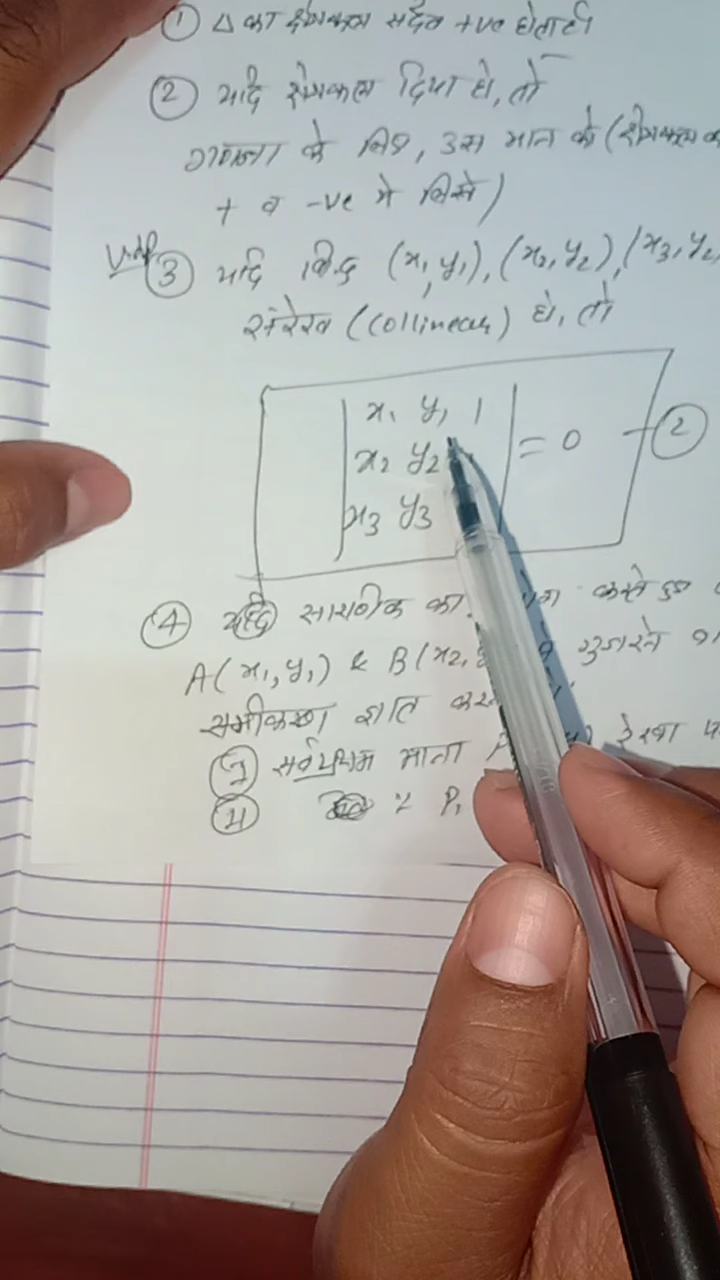 ① Δ का क्षेत्रफल सदैव +ve होता है।
② यदि क्षेत्रफल दिया हो, तो
गणना के लिए, उस मान को (क्षेत्रफल
+ व -ve में लिखे)
③ यदि बिन्दु (x₁, y₁), (x₂, y₂), (x₃, y₃
संरेख (collinear) हो, तो
x₁ y₁ 1
x₂ y₂ = 0 - ②
x₃ y₃
④ यदि सारणीक का करते हुए
A(x₁, y₁) & B(x₂, गुजरने
समीकरण ज्ञात
सर्वप्रथम माना P रेखा
∵ P,